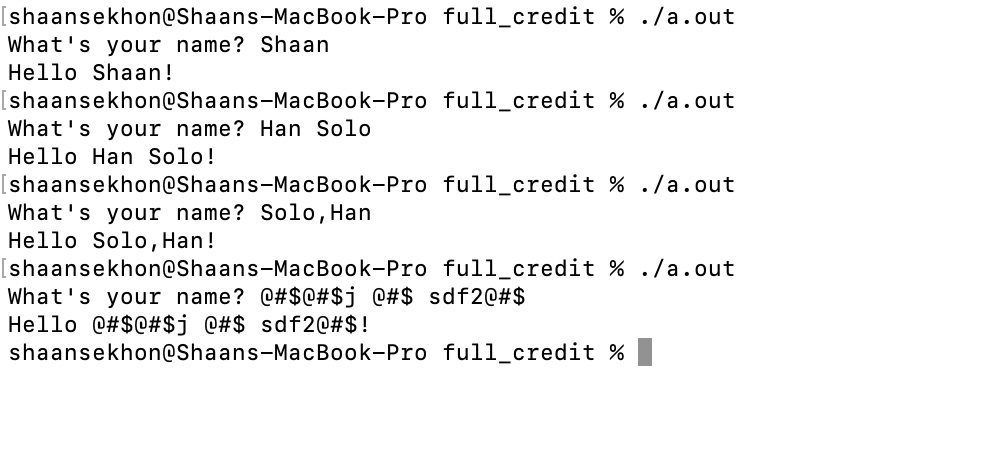 [shaansekhon@Shaans-MacBook-Pro full_credit % ./a.out
What's your name? Shaan
Hello Shaan!
[shaansekhon@Shaans-MacBook-Pro full_credit % ./a.out
What's your name? Han Solo
Hello Han Solo!
[shaansekhon@Shaans-MacBook-Pro full_credit % ./a.out
What's your name? Solo,Han
Hello Solo,Han!
[shaansekhon@Shaans-MacBook-Pro full_credit % ./a.out
What's your name? @#$@#$j @#$ sdf2@#$
Hello @#$@#$j @#$ sdf2@#$!
shaansekhon@Shaans-MacBook-Pro full_credit %